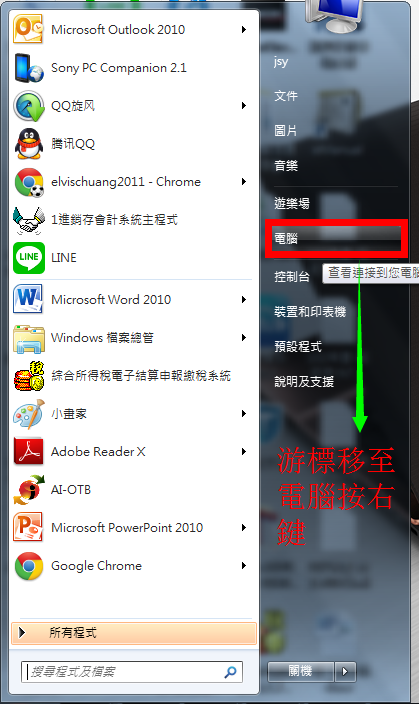 Microsoft Outlook 2010
Sony PC Companion 2.1
QQ旋风
腾讯QQ
elvischuang2011 - Chrome
1進銷存會計系統主程式
LINE
Microsoft Word 2010
Windows 檔案總管
綜合所得稅電子結算申報繳稅系統
小畫家
Adobe Reader X
AI-OTB
Microsoft PowerPoint 2010
Google Chrome
所有程式
搜尋程式及檔案
jsy
文件
圖片
音樂
遊樂場
電腦
控制台
查看連接到您電腦
裝置和印表機
預設程式
說明及支援
游標移至
電腦按右
鍵
關機